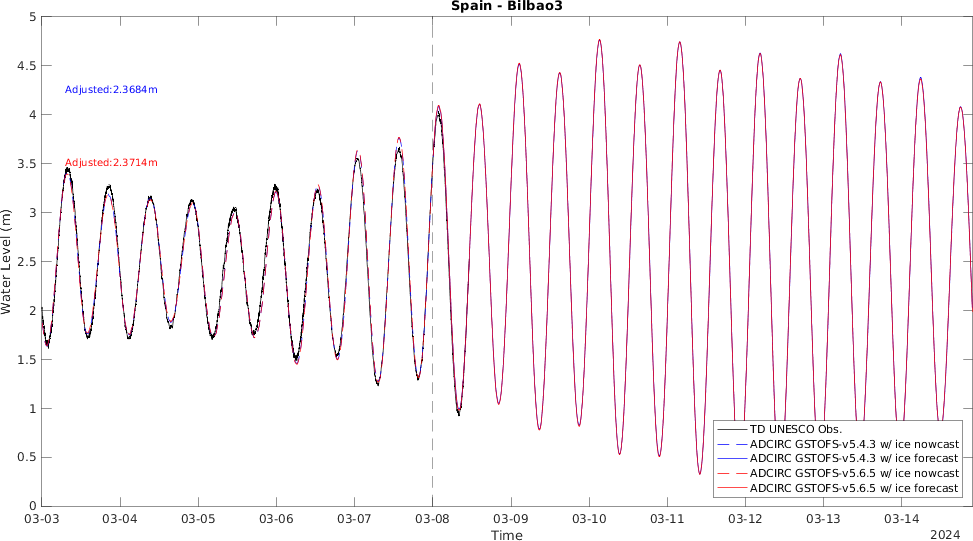 Spain - Bilbao3
5
4.5
4
3.5
3
2.5
2
1.5
1
0.5
0
Water Level (m)
Adjusted:2.3684m
Adjusted:2.3714m
TD UNESCO Obs.
ADCIRC GSTOFS-v5.4.3 w/ ice nowcast
ADCIRC GSTOFS-v5.4.3 w/ ice forecast
ADCIRC GSTOFS-v5.6.5 w/ ice nowcast
ADCIRC GSTOFS-v5.6.5 w/ ice forecast
03-03 03-04 03-05 03-06 03-07 03-08 03-09 03-10 03-11 03-12 03-13 03-14
Time
2024